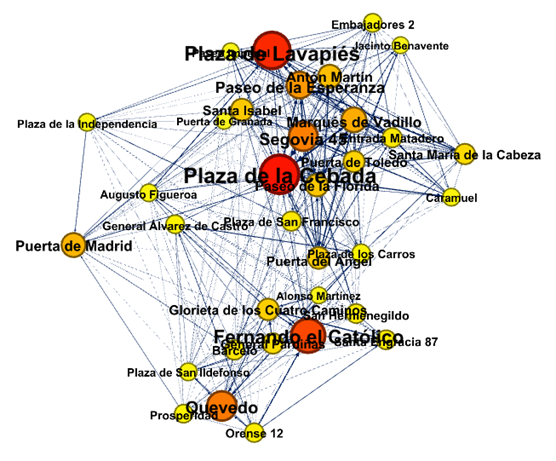 Embajadores 2
Jacinto Benavente
Plaza de Lavapiés
Antón Martín
Paseo de la Esperanza
Santa Isabel
Puerta de Granada
Marqués de Vadillo
Plaza de la Independencia
Segovia 45
Entrada Matadero
Santa María de la Cabeza
Puerta de Toledo
Plaza de la Cebada
Paseo de la Florida
Augusto Figueroa
Caramuel
General Álvarez de Castro
Plaza de San Francisco
Puerta de Madrid
Plaza de los Carros
Puerta del Ángel
Alonso Martínez
Glorieta de los Cuatro Caminos
San Hermenegildo
Fernando el Católico
Santa Engracia 87
General Pardiñas
Barceló
Plaza de San Ildefonso
Quevedo
Prosperidad
Orense 12